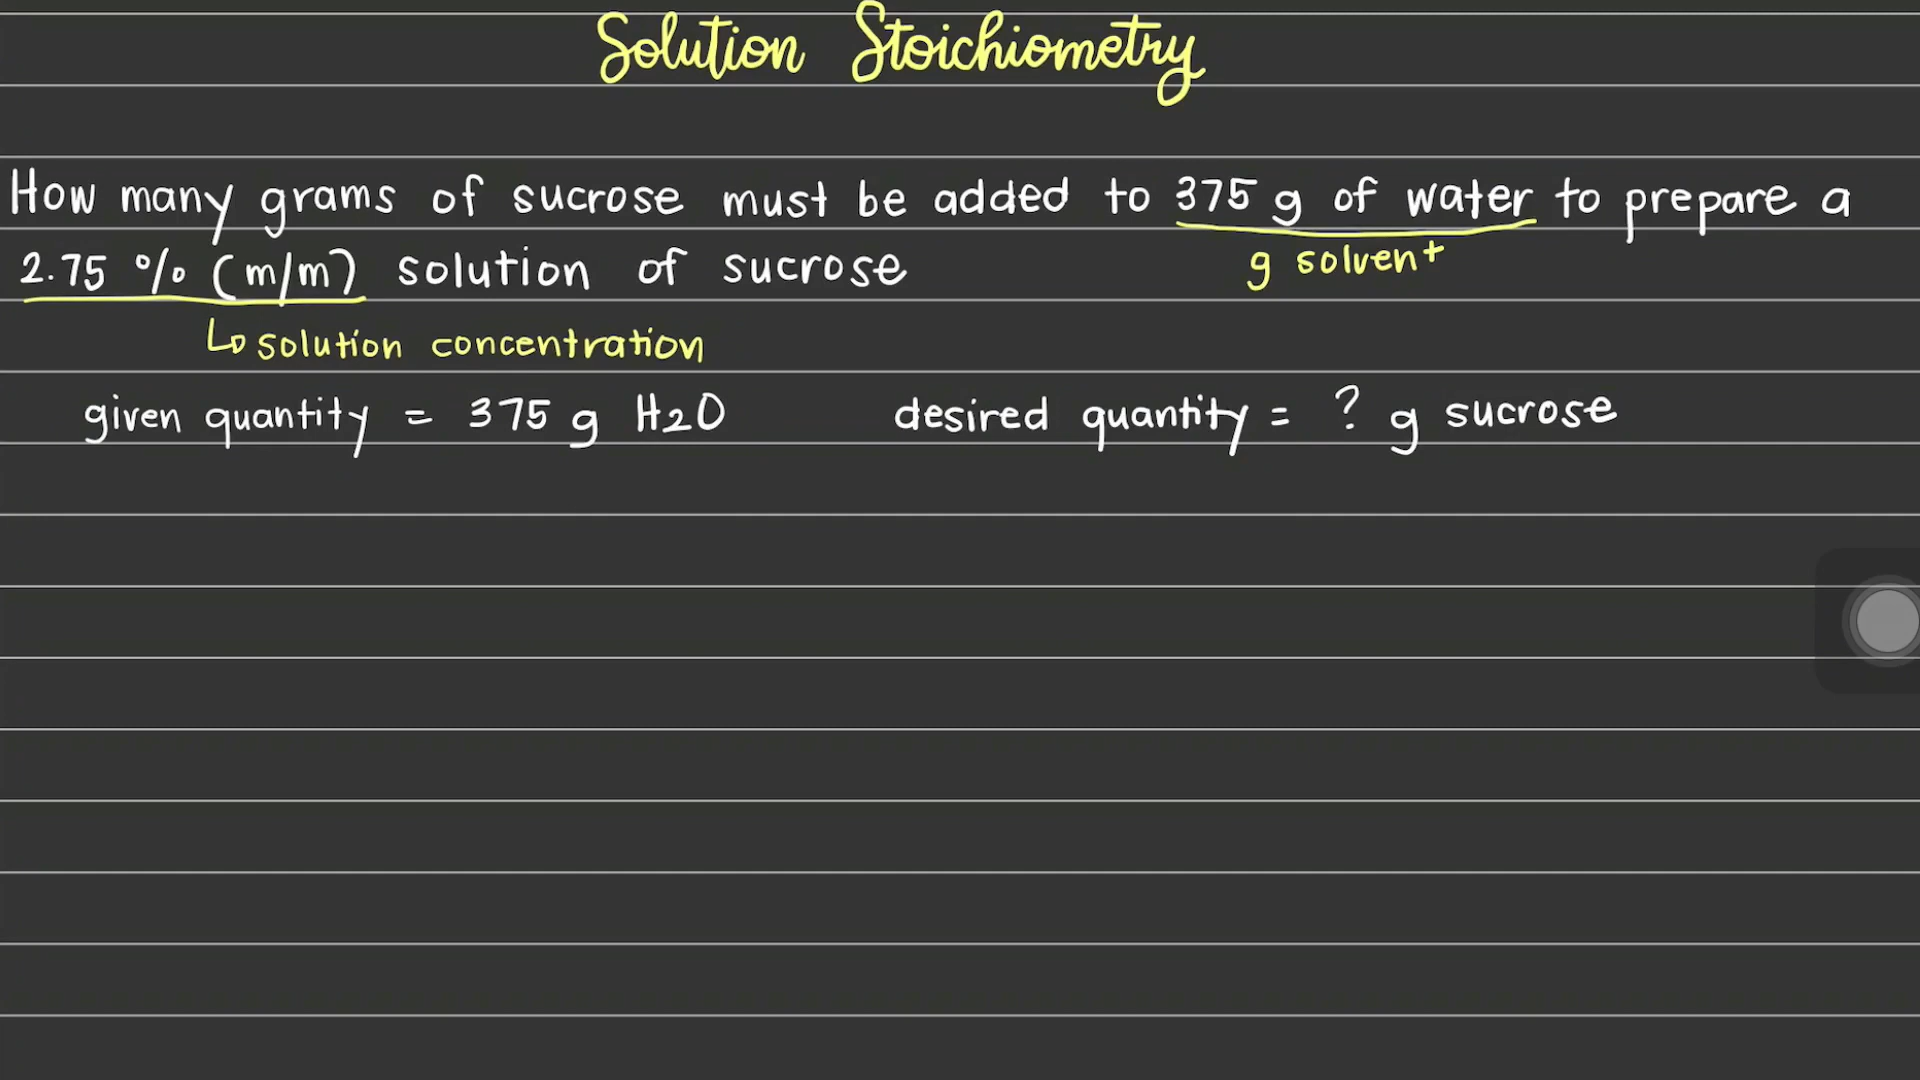 Solution Stoichiometry
How many grams of sucrose must be added to 375 g of water to prepare a
g solvent
2.75 % (m/m) solution of sucrose
↳ solution concentration
given quantity = 375 g H2O desired quantity = ? g sucrose